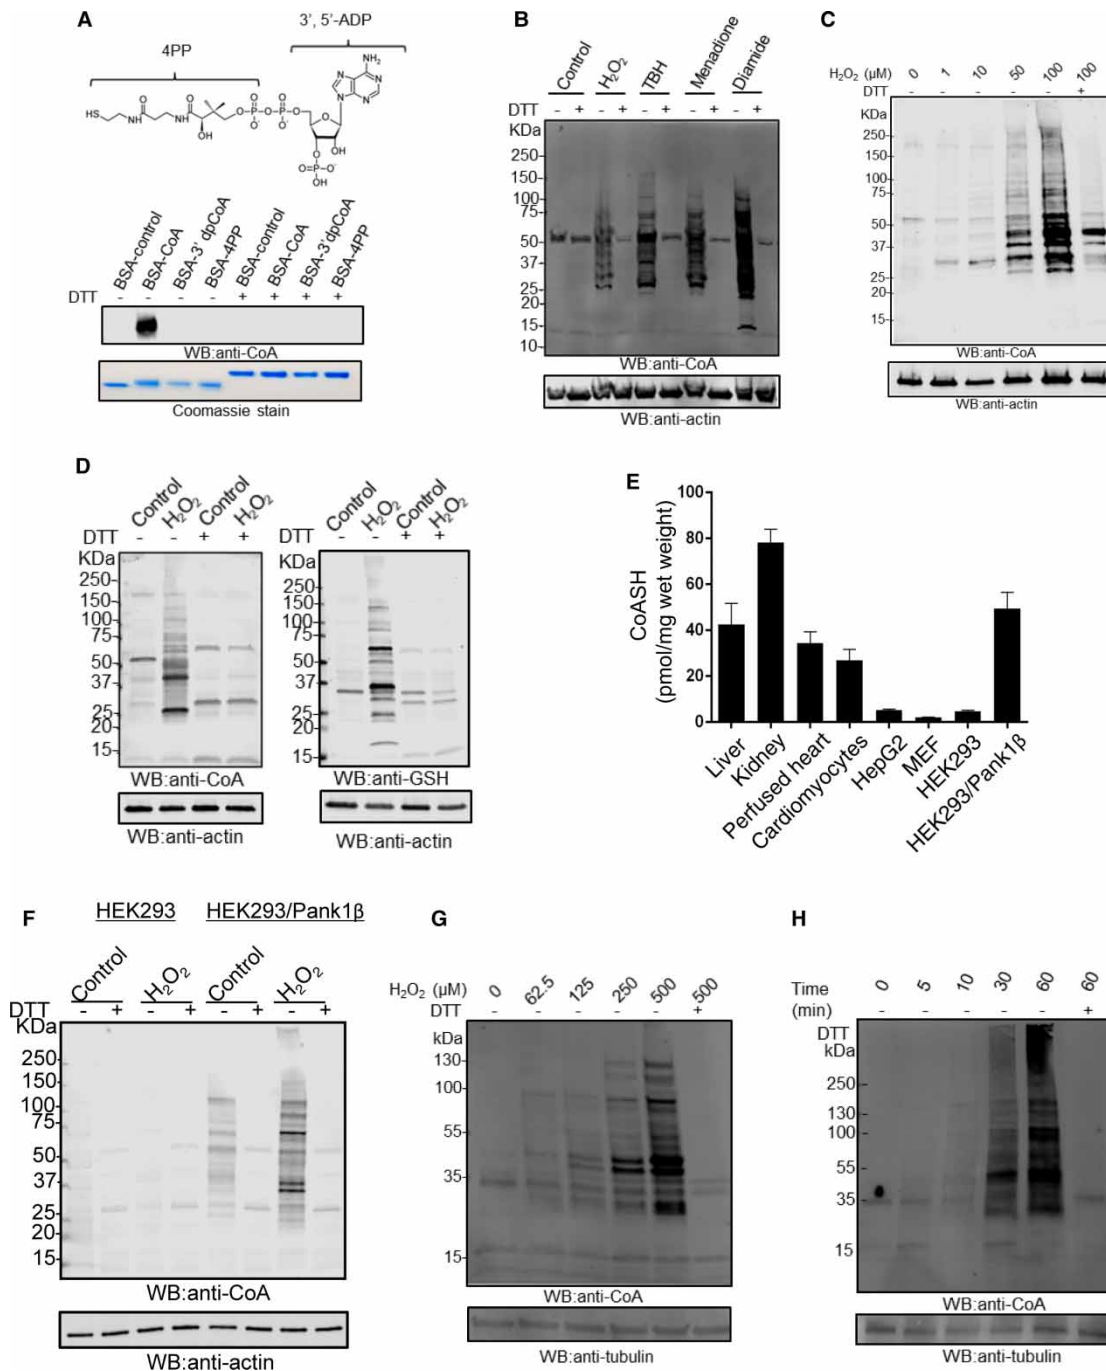 A
3', 5'-ADP
4PP
NH₂
N
N
N
N
HS
O
NH
O
NH
OH
O
O
P
O⁻
O
O
P
O⁻
O
O
O
OH
O=P-O⁻
OH
BSA-control
BSA-CoA
BSA-3' dpCoA
BSA-4PP
BSA-control
BSA-CoA
BSA-3'dpCoA
BSA-4PP
DTT - - - - + + + +
WB:anti-CoA
Coomassie stain
B
Control H₂O₂ TBH Menadione Diamide
DTT - + - + - + - + - +
KDa
250
150
100
75
50
37
25
20
15
10
WB:anti-CoA
WB:anti-actin
C
H₂O₂ (µM) 0 1 10 50 100 100
DTT - - - - - +
KDa
250
150
100
75
50
37
25
20
15
WB:anti-CoA
WB:anti-actin
D
Control H₂O₂ Control H₂O₂
DTT - - + +
KDa
250
150
100
75
50
37
25
20
15
WB:anti-CoA
WB:anti-actin
Control H₂O₂ Control H₂O₂
DTT - - + +
KDa
250
150
100
75
50
37
25
20
15
WB:anti-GSH
WB:anti-actin
E
CoASH
(pmol/mg wet weight)
100
80
60
40
20
0
Liver
Kidney
Perfused heart
Cardiomyocytes
HepG2
MEF
HEK293
HEK293/Pank1β
F
HEK293 HEK293/Pank1β
Control H₂O₂ Control H₂O₂
DTT - + - + - + - +
KDa
250
150
100
75
50
37
25
20
15
WB:anti-CoA
WB:anti-actin
G
H₂O₂ (µM) 0 62.5 125 250 500 500
DTT - - - - - +
kDa
130
100
55
35
15
WB:anti-CoA
WB:anti-tubulin
H
Time 0 5 10 30 60 60
(min) - - - - - +
DTT
kDa
250
130
100
55
35
15
WB:anti-CoA
WB:anti-tubulin